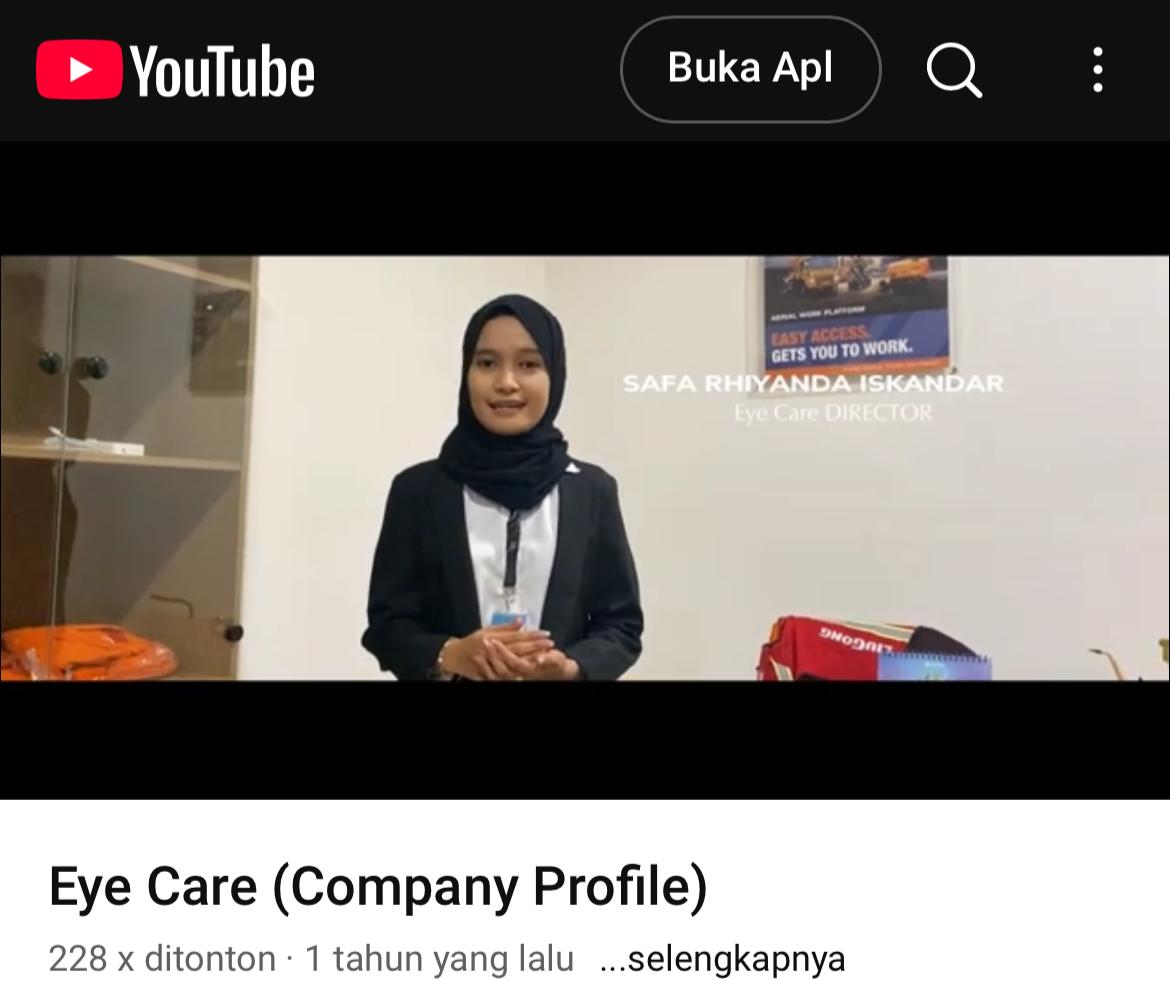 YouTube
Buka Apl
AERIAL WORK PLATFORM
EASY ACCESS.
GETS YOU TO WORK.
SAFA RHIYANDA ISKANDAR
Eye Care DIRECTOR
LIUGONG
Eye Care (Company Profile)
228 x ditonton · 1 tahun yang lalu ...selengkapnya